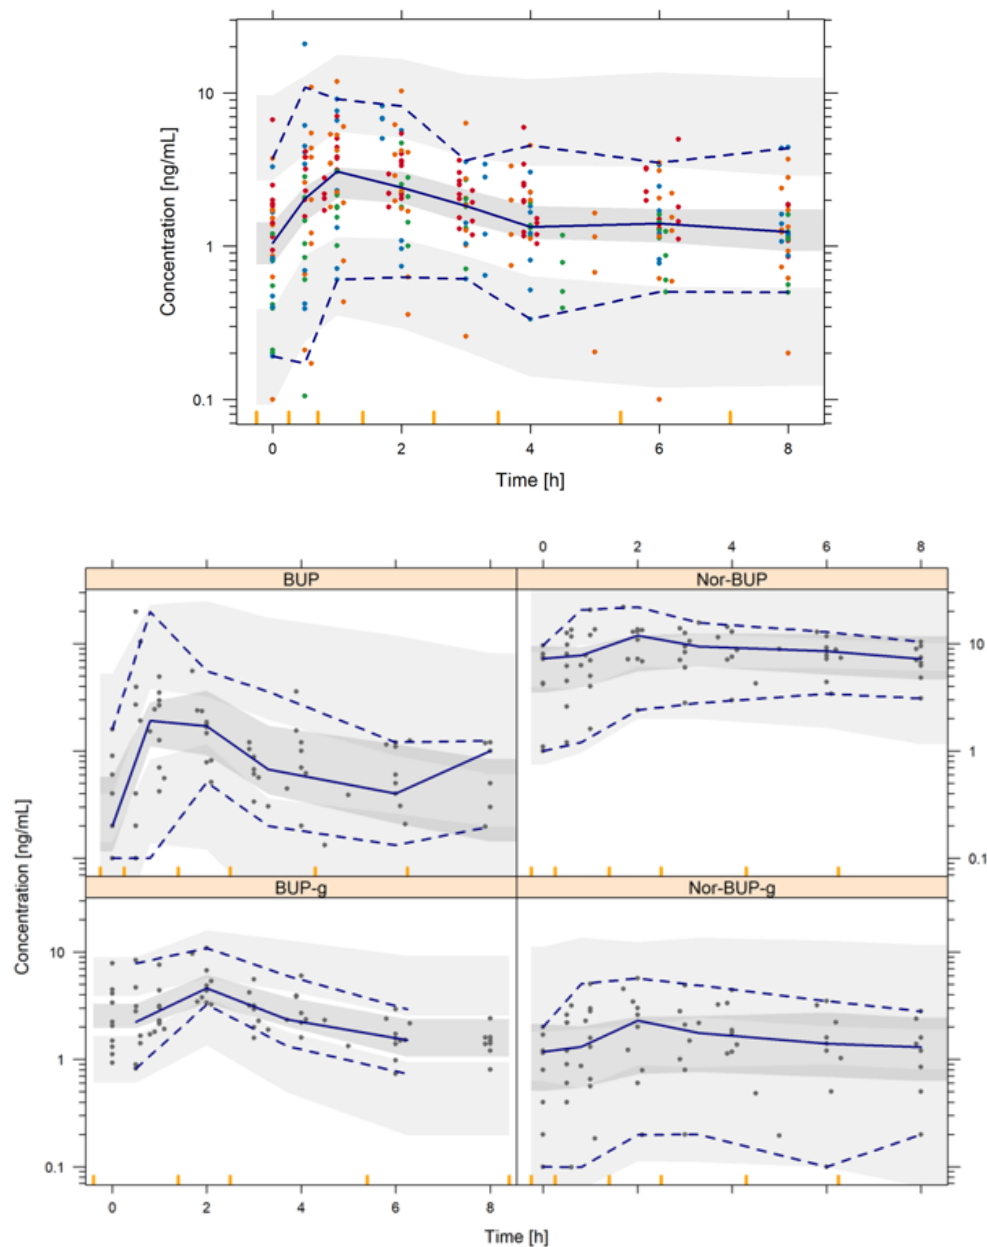 10
1
0.1
Concentration [ng/mL]
0 2 4 6 8
Time [h]
0 2 4 6 8
BUP Nor-BUP
10
1
0.1
BUP-g Nor-BUP-g
10
1
0.1
Concentration [ng/mL]
0 2 4 6 8
Time [h]